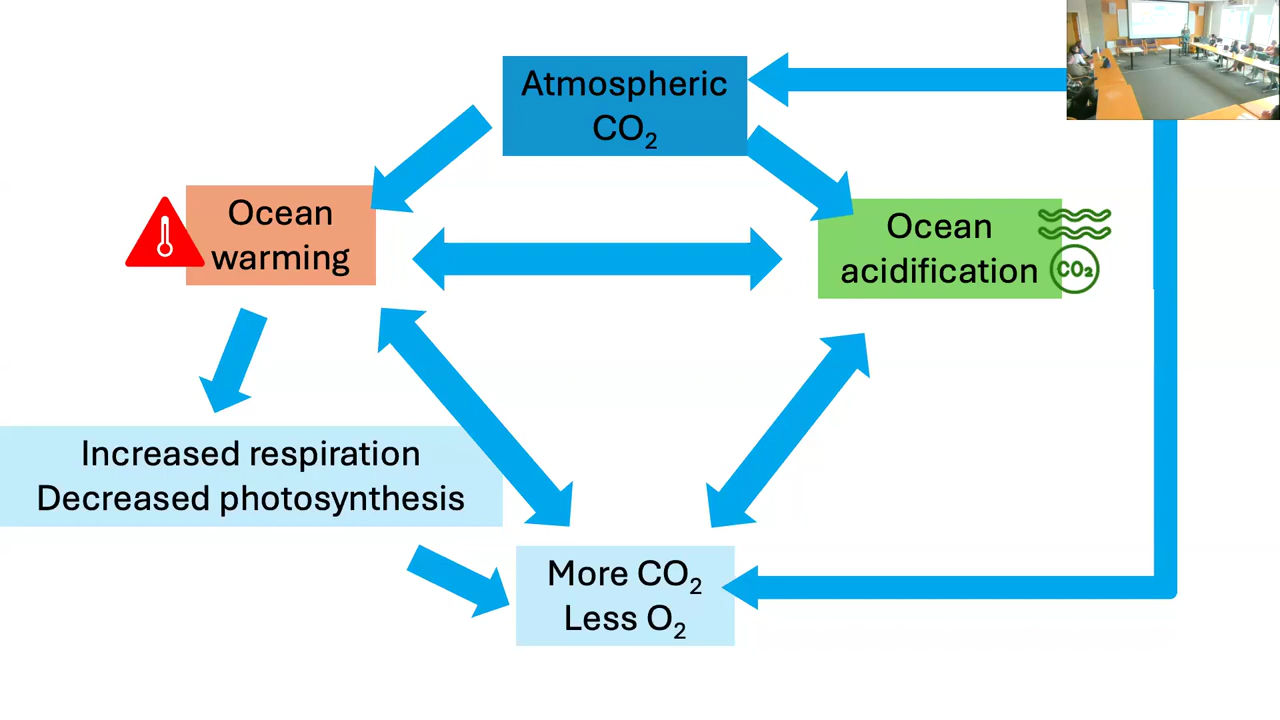 Atmospheric
CO₂
Ocean
warming
Ocean
acidification
CO₂
Increased respiration
Decreased photosynthesis
More CO₂
Less O₂